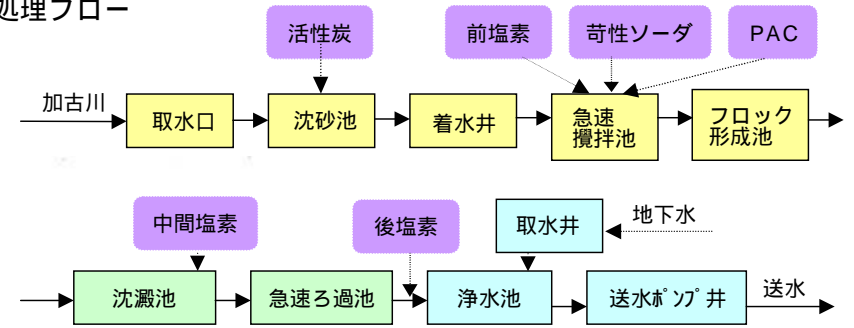 処理フロー
活性炭
前塩素
苛性ソーダ
PAC
加古川
取水口
沈砂池
着水井
急速
攪拌池
フロック
形成池
中間塩素
後塩素
取水井
地下水
沈澱池
急速ろ過池
浄水池
送水ﾎﾟﾝﾌﾟ井
送水